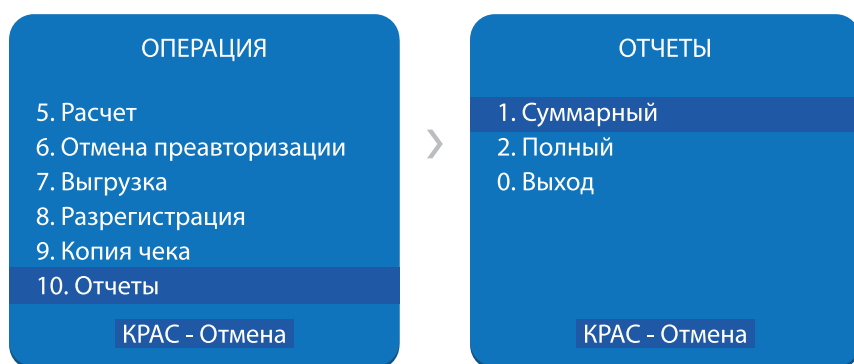 ОПЕРАЦИЯ
5. Расчет
6. Отмена преавторизации
7. Выгрузка
8. Разрегистрация
9. Копия чека
10. Отчеты
КРАС - Отмена
ОТЧЕТЫ
1. Суммарный
2. Полный
0. Выход
КРАС - Отмена